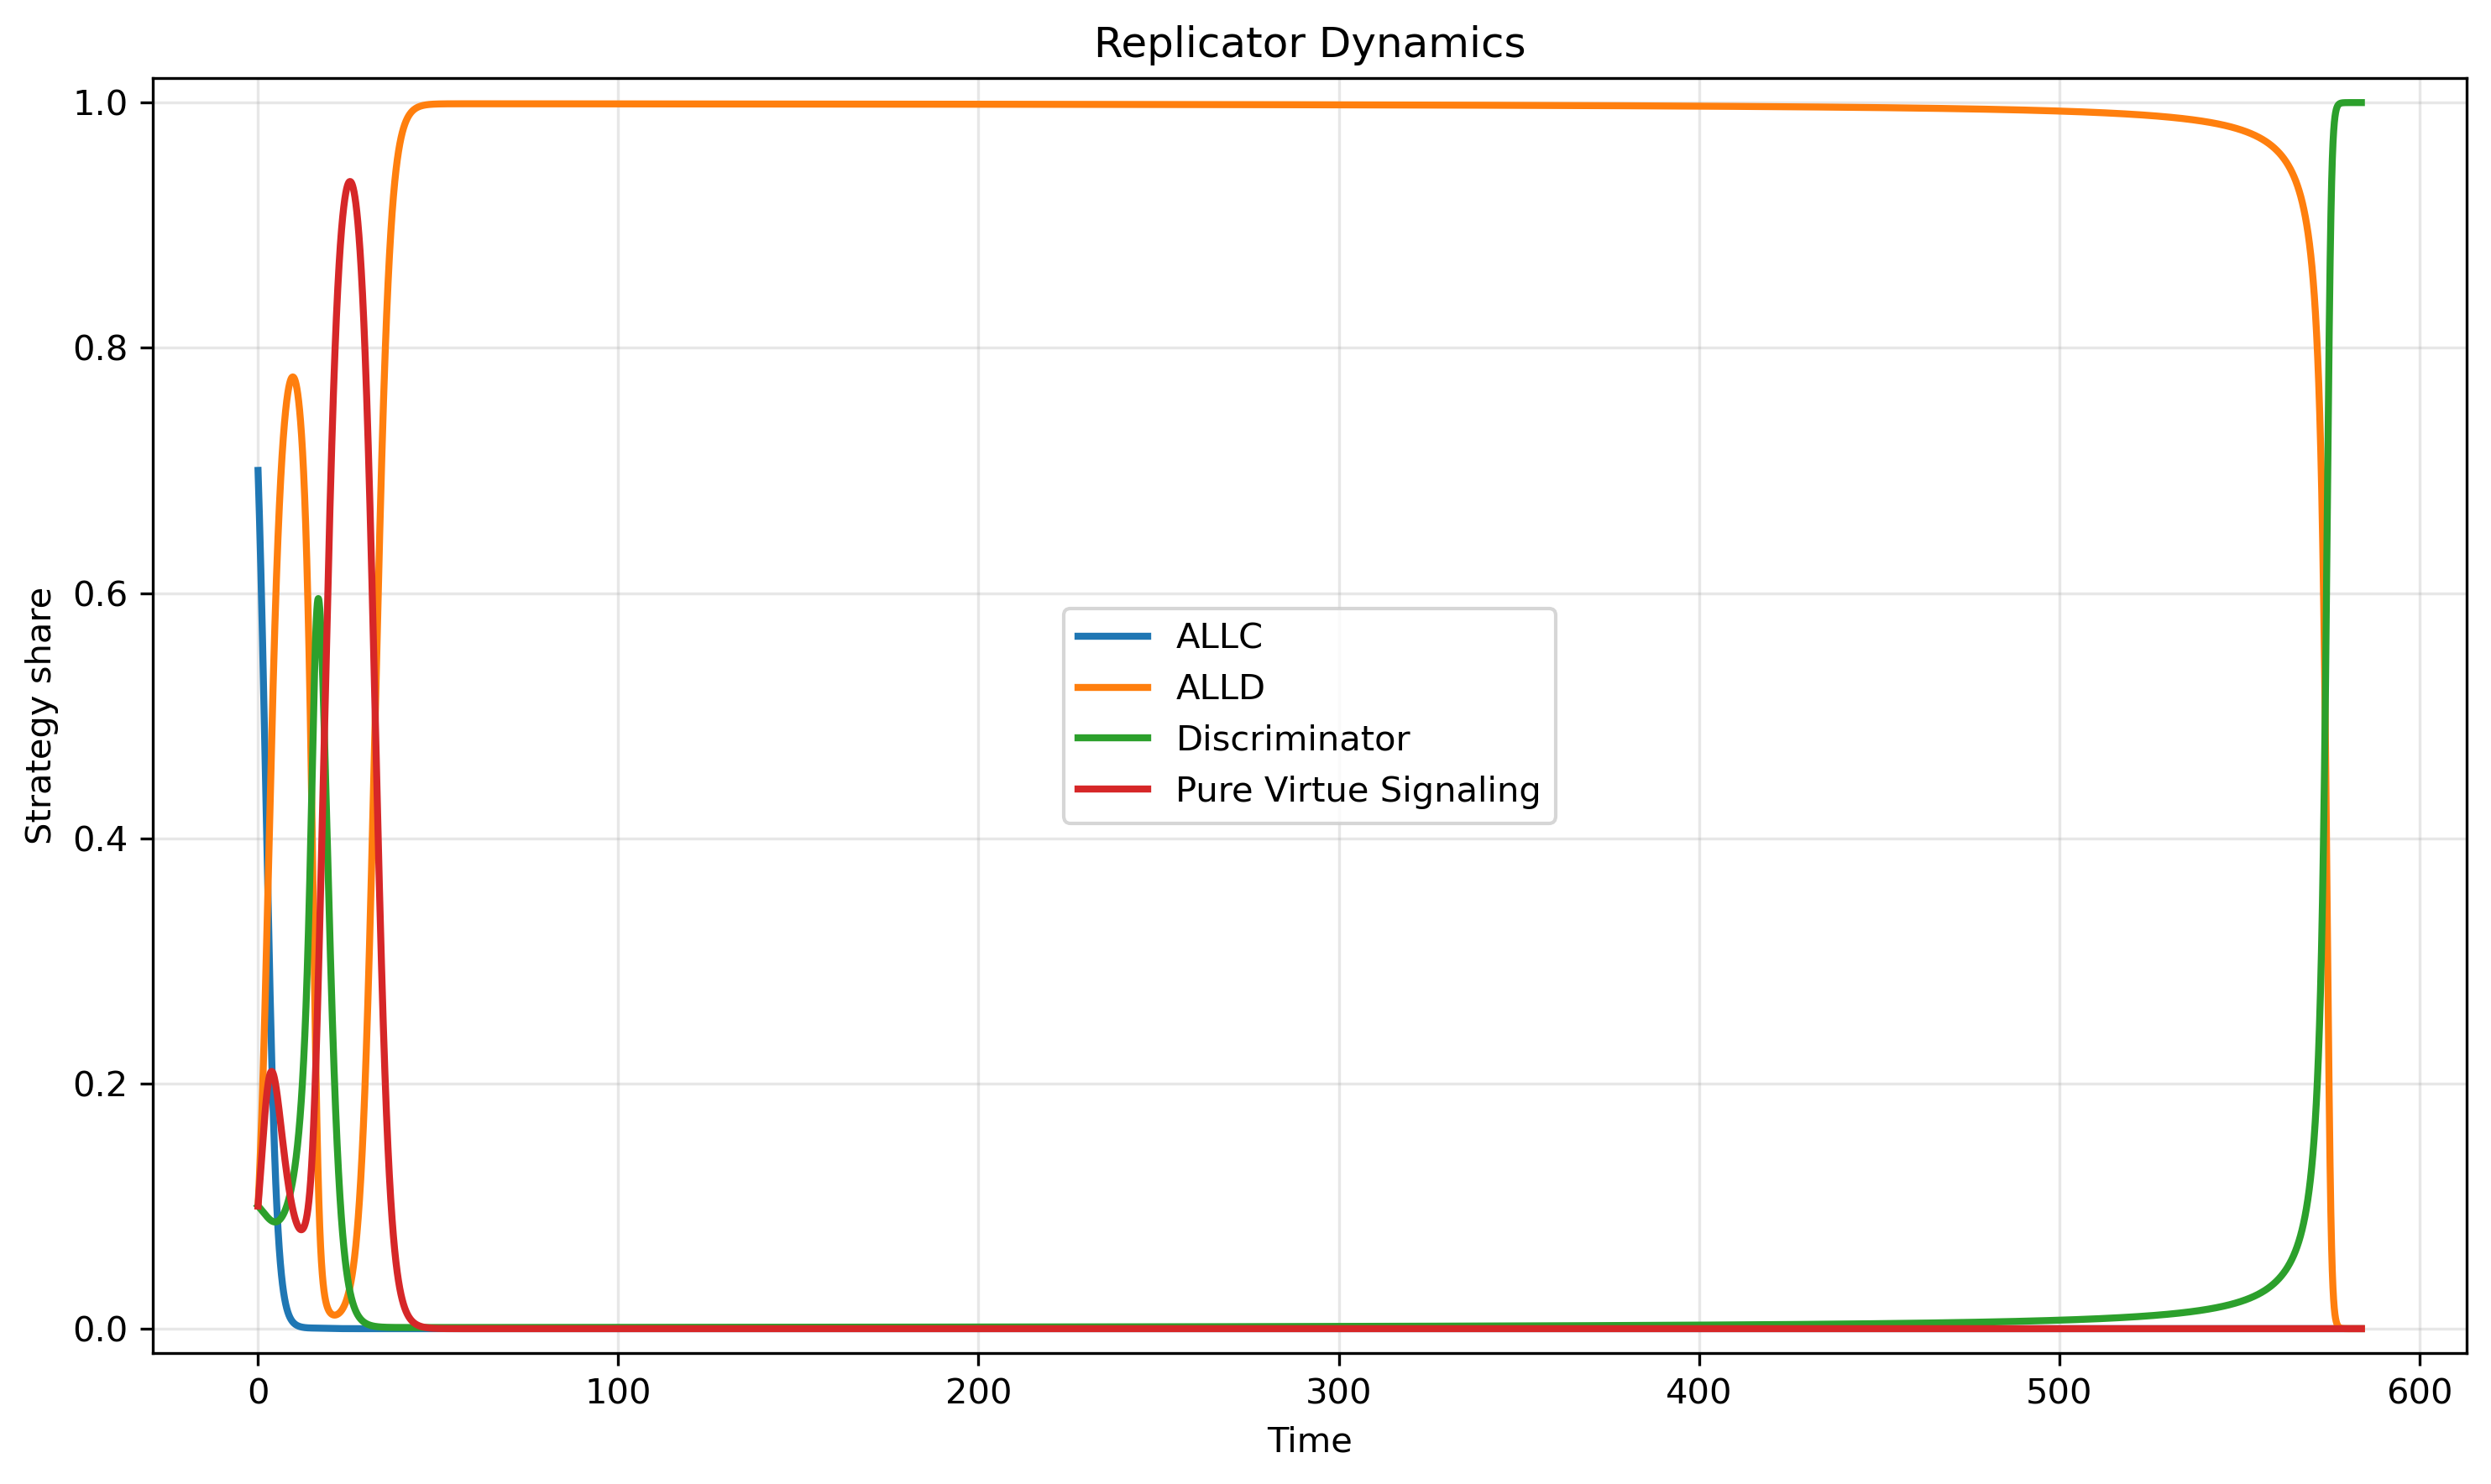 Replicator Dynamics
Strategy share
1.0
0.8
0.6
0.4
0.2
0.0
ALLC
ALLD
Discriminator
Pure Virtue Signaling
0 100 200 300 400 500 600
Time